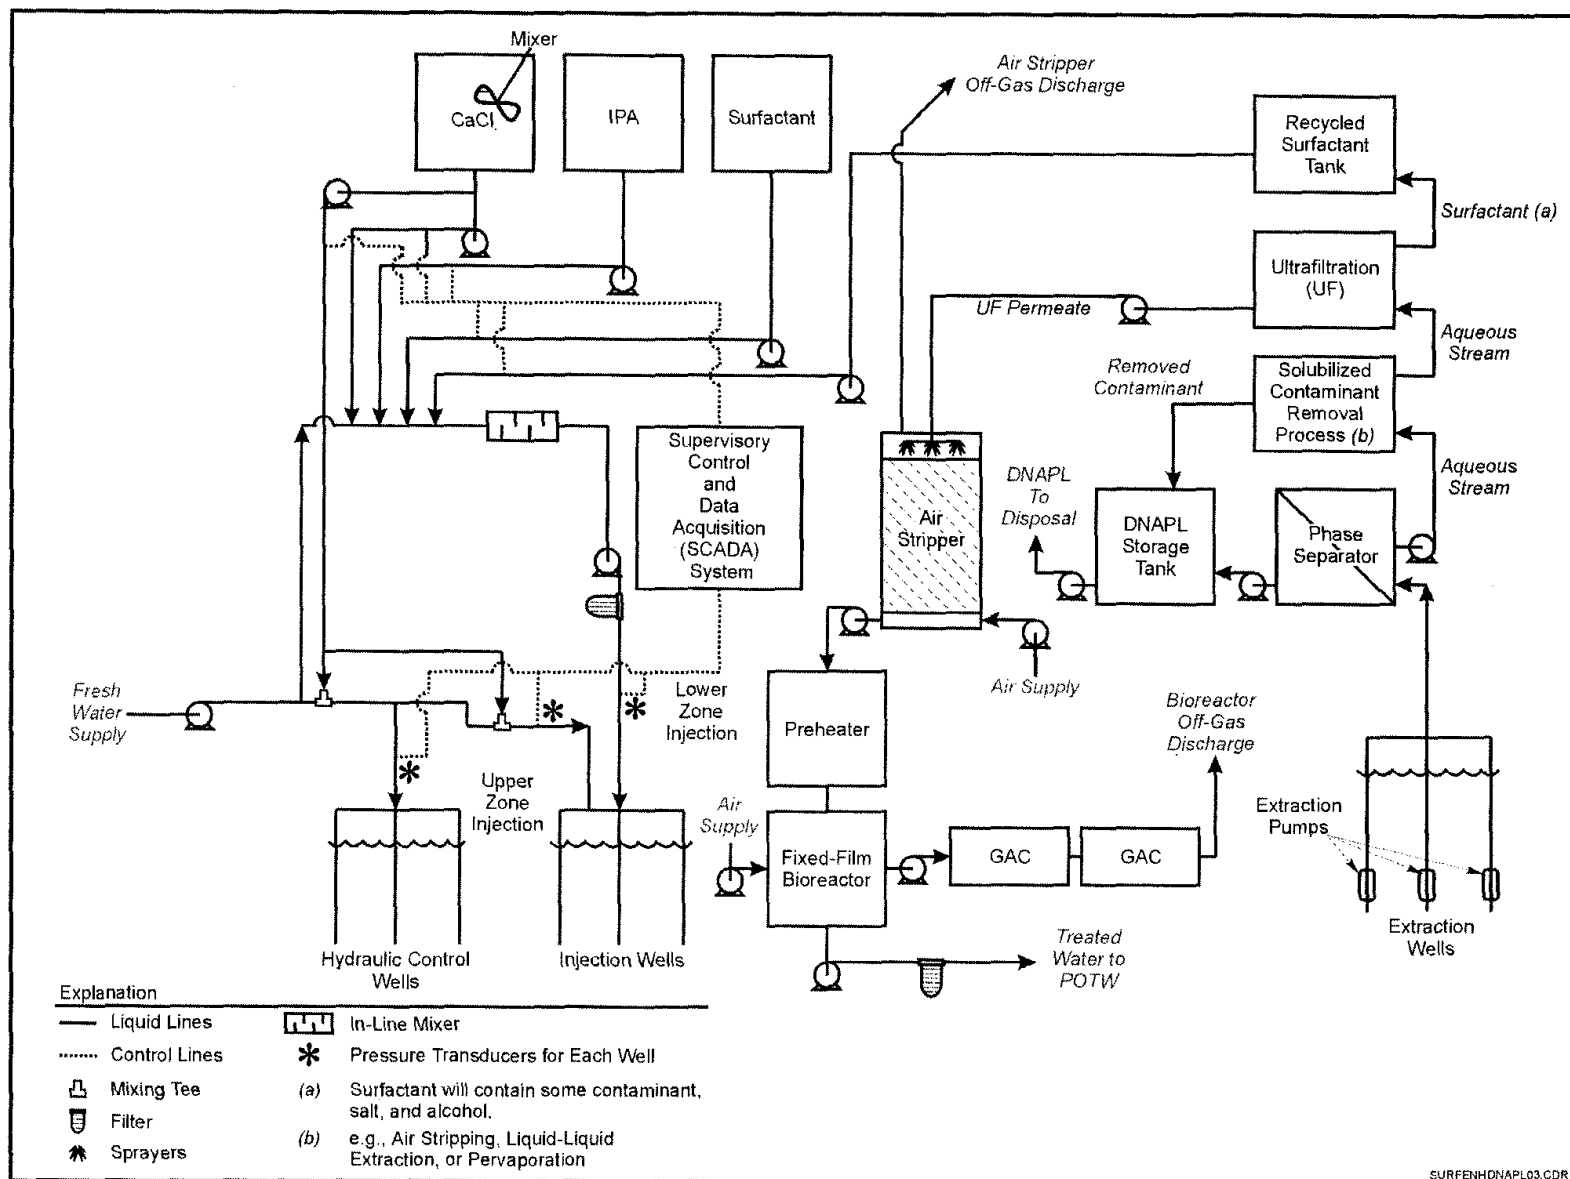 Mixer
CaCl
IPA
Surfactant
Air Stripper
Off-Gas Discharge
Recycled
Surfactant
Tank
Surfactant (a)
Ultrafiltration
(UF)
UF Permeate
Aqueous
Stream
Removed
Contaminant
Solubilized
Contaminant
Removal
Process (b)
Aqueous
Stream
Supervisory
Control
and
Data
Acquisition
(SCADA)
System
Air
Stripper
DNAPL
To
Disposal
DNAPL
Storage
Tank
Phase
Separator
Fresh
Water
Supply
Lower
Zone
Injection
Air Supply
Preheater
Bioreactor
Off-Gas
Discharge
Upper
Zone
Injection
Air
Supply
Fixed-Film
Bioreactor
GAC
GAC
Extraction
Pumps
Extraction
Wells
Hydraulic Control
Wells
Injection Wells
Treated
Water to
POTW
Explanation
Liquid Lines
Control Lines
Mixing Tee
Filter
Sprayers
In-Line Mixer
Pressure Transducers for Each Well
(a) Surfactant will contain some contaminant,
salt, and alcohol.
(b) e.g., Air Stripping, Liquid-Liquid
Extraction, or Pervaporation
SURFENHDNAPL03.CDR